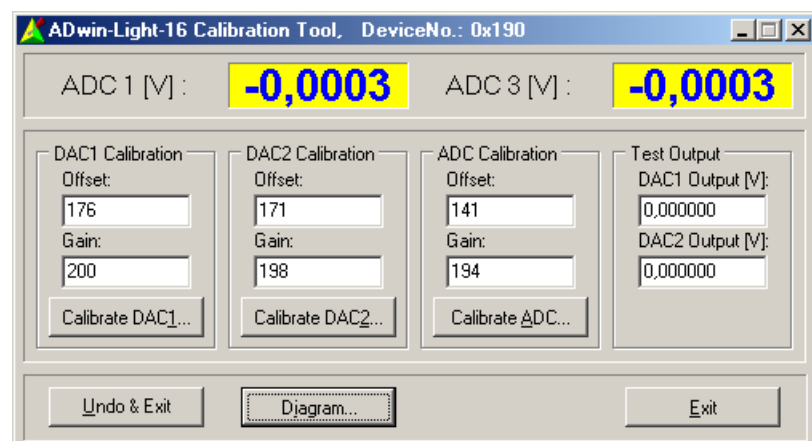 ADwin-Light-16 Calibration Tool, DeviceNo.: 0x190
ADC 1 [V] : -0,0003 ADC 3 [V] : -0,0003
DAC1 Calibration DAC2 Calibration ADC Calibration Test Output
Offset: Offset: Offset: DAC1 Output [V]:
176 171 141 0,000000
Gain: Gain: Gain: DAC2 Output [V]:
200 198 194 0,000000
Calibrate DAC1... Calibrate DAC2... Calibrate ADC...
Undo & Exit Diagram... Exit